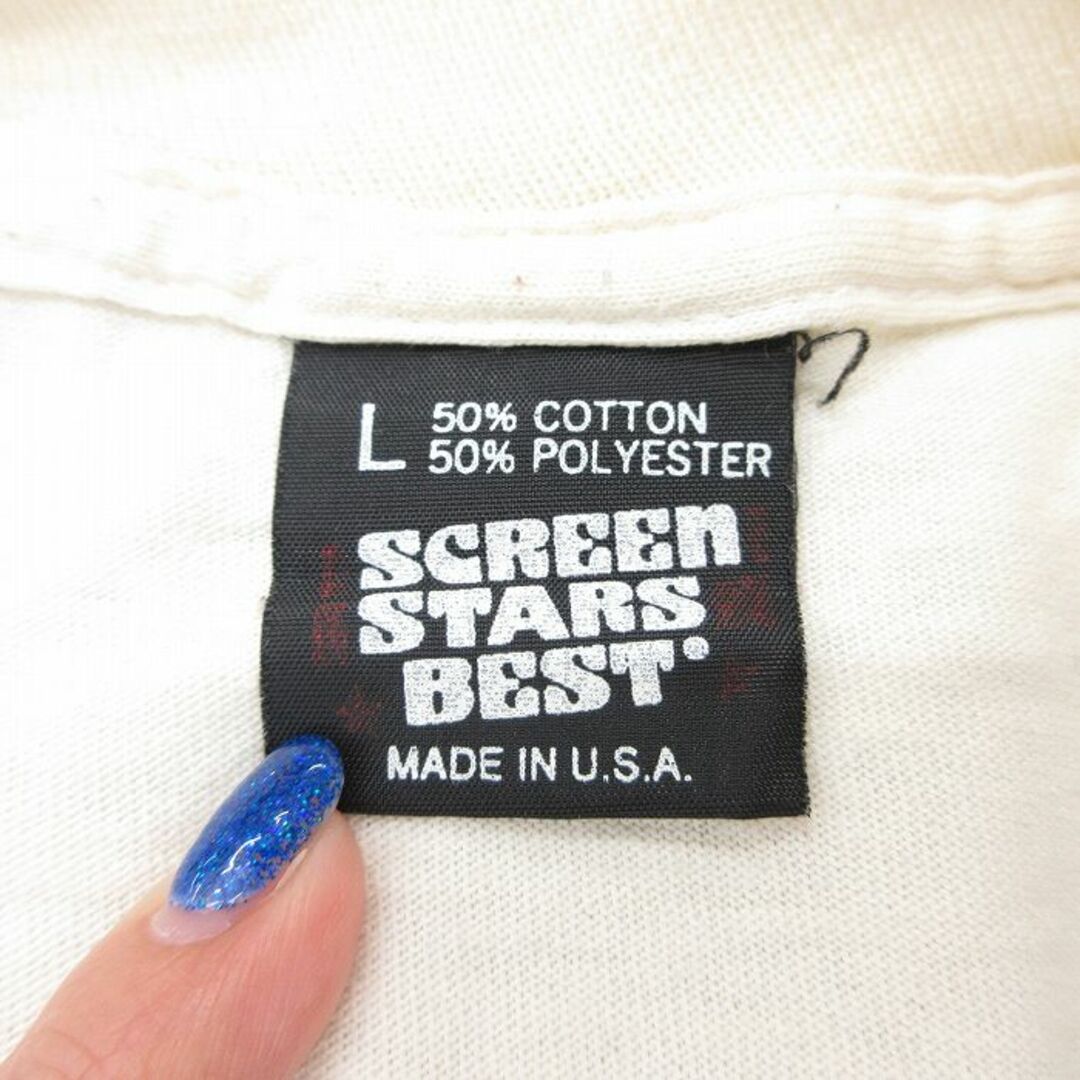 L 50% COTTON
50% POLYESTER
SCREEN
STARS
BEST®
MADE IN U.S.A.